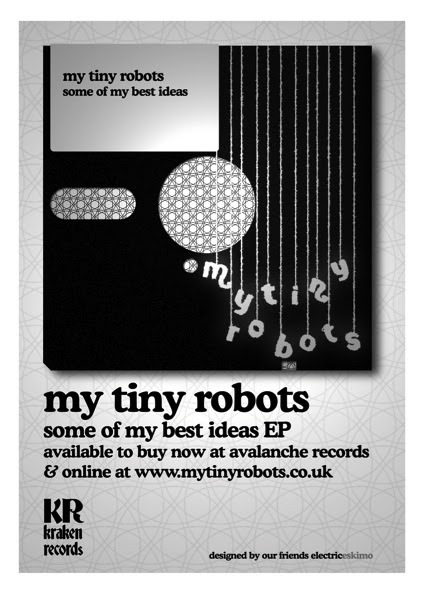 my tiny robots
some of my best ideas
my tiny
robots
my tiny robots
some of my best ideas EP
available to buy now at avalanche records
& online at www.mytinyrobots.co.uk
KR
kraken
records
designed by our friends electriceskimo